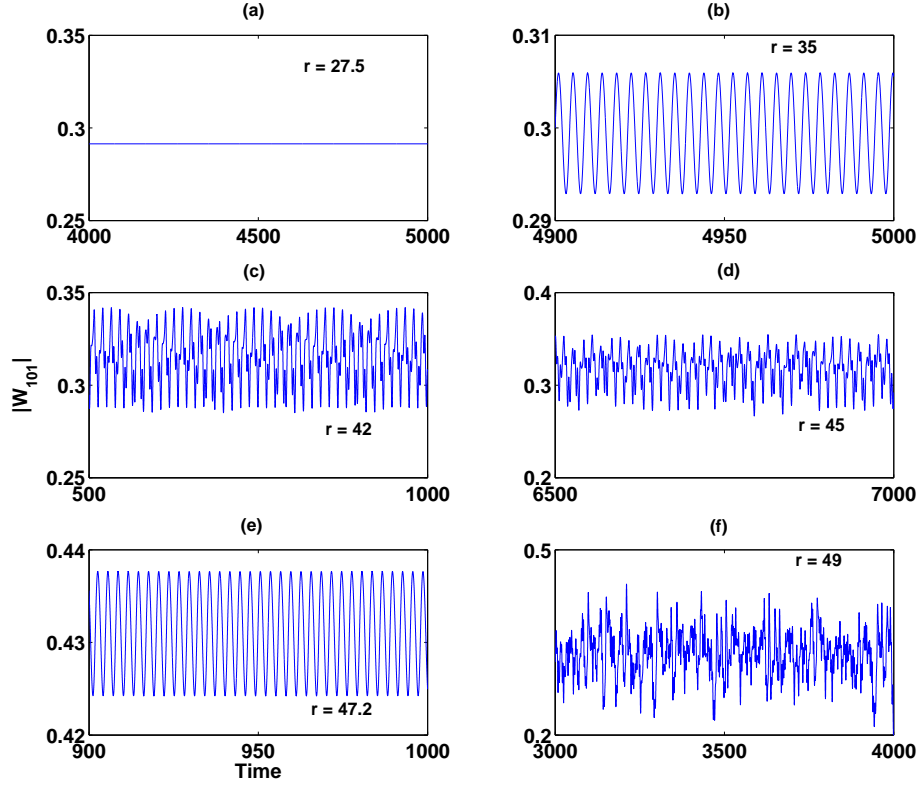 (a)
0.35
0.3
0.25
r = 27.5
4000 4500 5000
(b)
0.31
0.3
0.29
r = 35
4900 4950 5000
(c)
0.35
0.3
0.25
r = 42
500 1000
(d)
0.4
0.3
0.2
r = 45
6500 7000
|W101|
(e)
0.44
0.43
0.42
r = 47.2
900 950 1000
Time
(f)
0.5
0.2
r = 49
3000 3500 4000